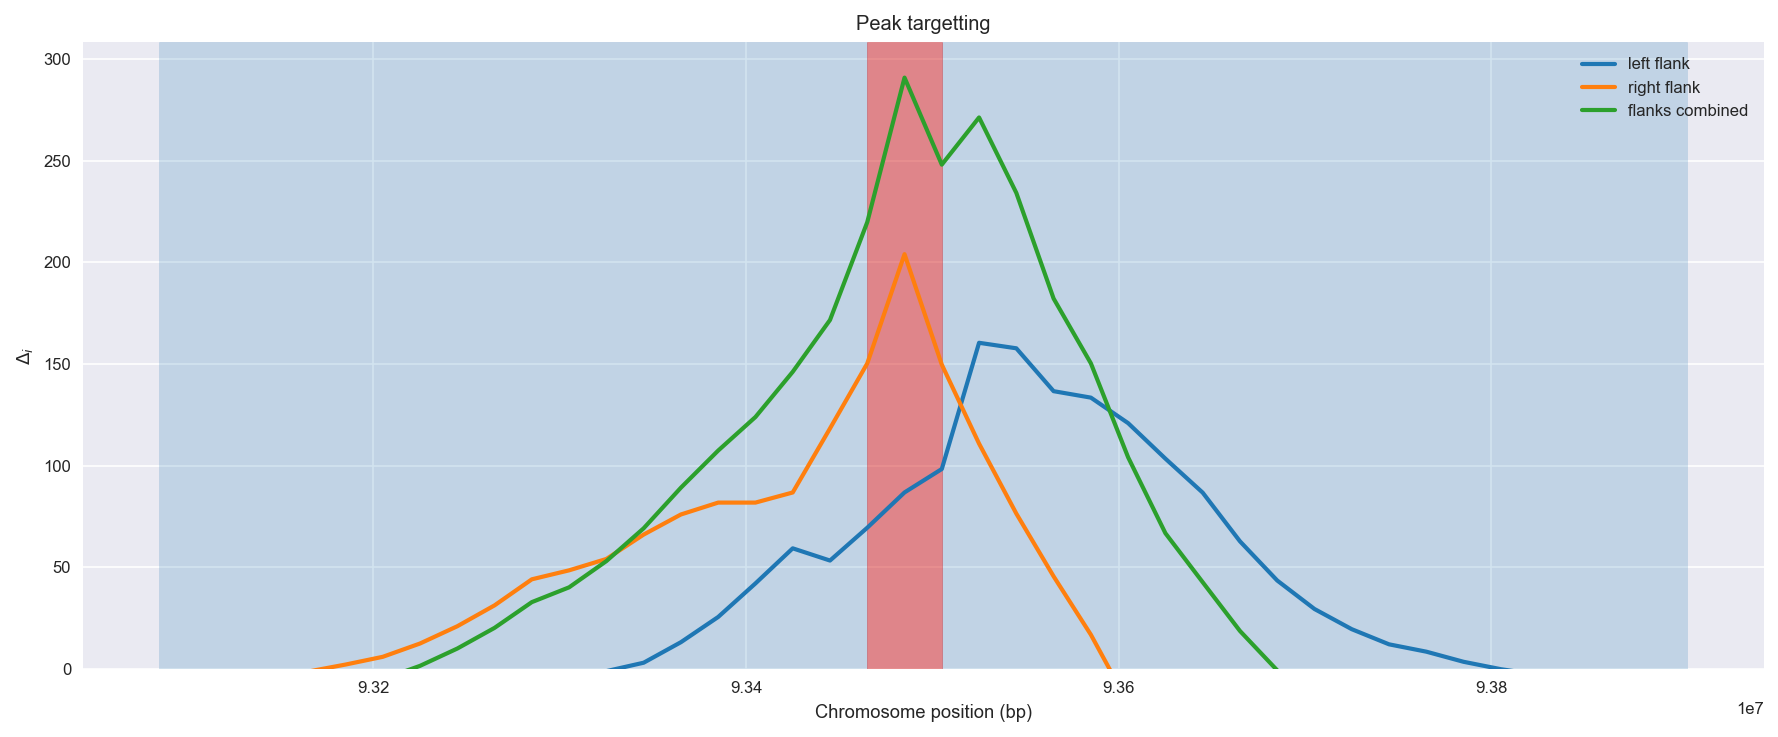 Peak targetting
300
250
200
150
100
50
0
Δi
left flank
right flank
flanks combined
9.32
9.34
9.36
9.38
1e7
Chromosome position (bp)